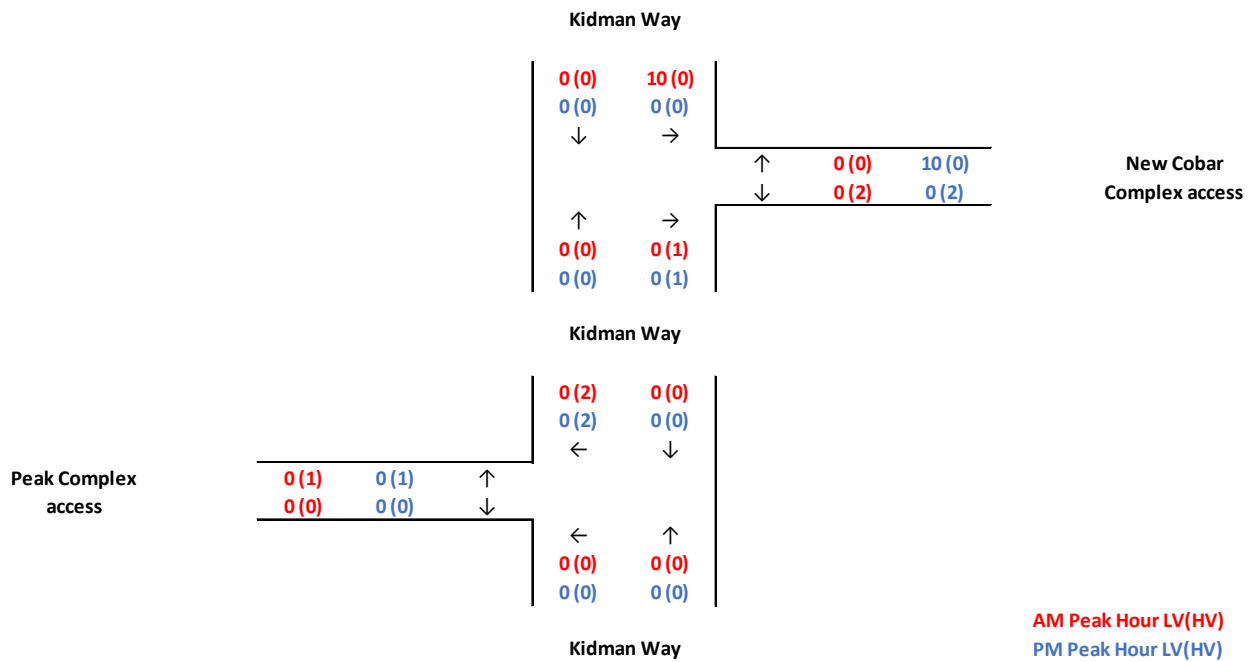 Kidman Way
0 (0) 10 (0)
0 (0) 0 (0)
↓ →
↑ 0 (0) 10 (0)
↓ 0 (2) 0 (2)
New Cobar
Complex access
↑ →
0 (0) 0 (1)
0 (0) 0 (1)
Kidman Way
0 (2) 0 (0)
0 (2) 0 (0)
← ↓
Peak Complex
access
0 (1) 0 (1) ↑
0 (0) 0 (0) ↓
← ↑
0 (0) 0 (0)
0 (0) 0 (0)
Kidman Way
AM Peak Hour LV(HV)
PM Peak Hour LV(HV)